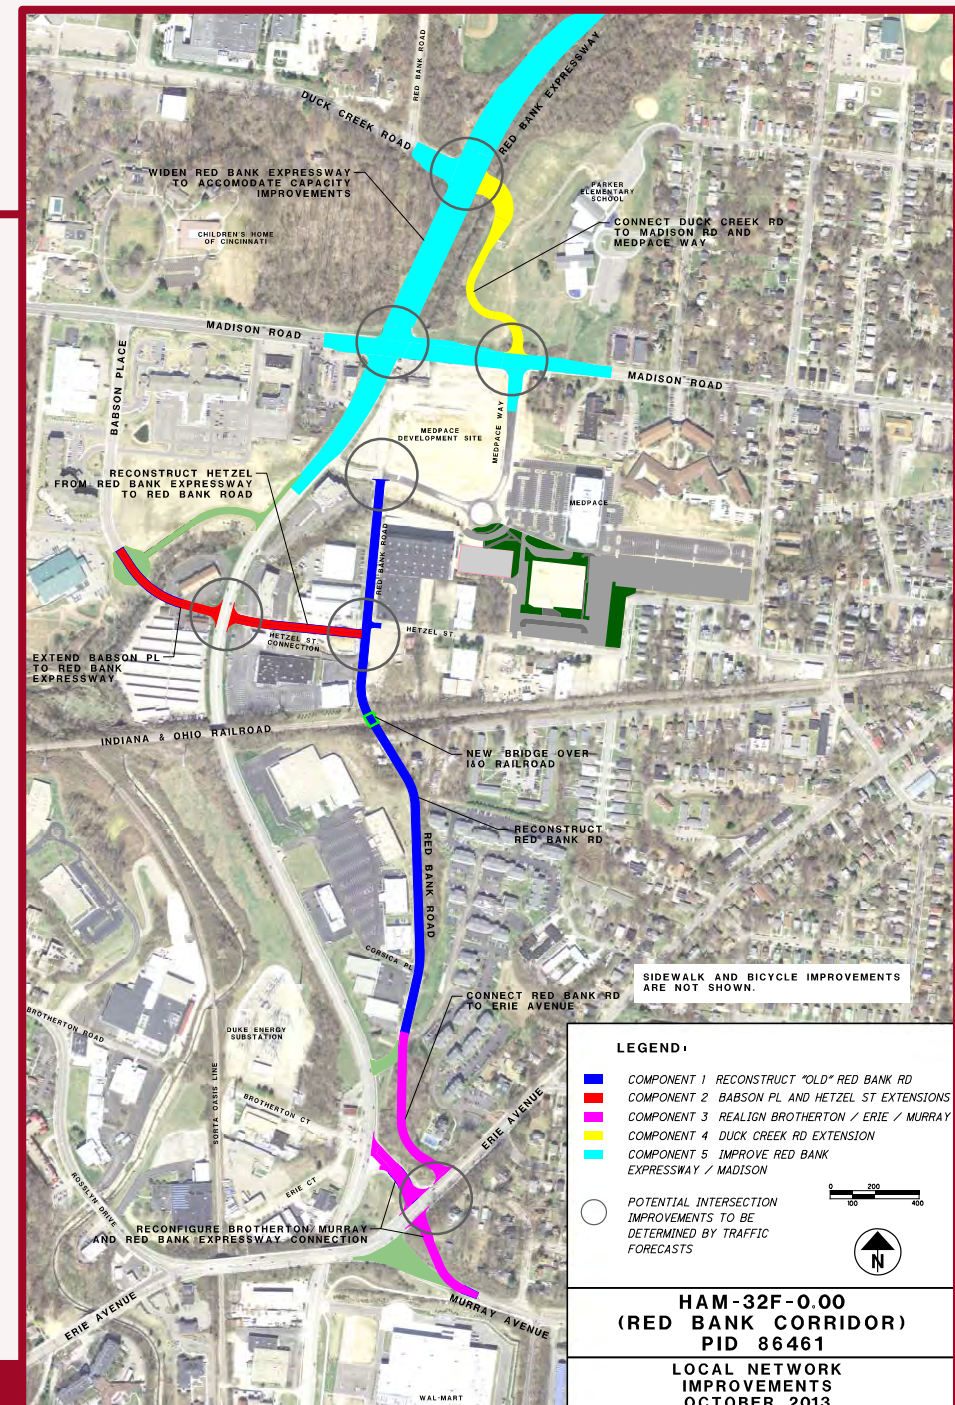 RED BANK ROAD
RED BANK EXPRESSWAY
DUCK CREEK ROAD
WIDEN RED BANK EXPRESSWAY
TO ACCOMODATE CAPACITY
IMPROVEMENTS
PARKER
ELEMENTARY
SCHOOL
CONNECT DUCK CREEK RD
TO MADISON RD AND
MEDPACE WAY
CHILDREN'S HOME
OF CINCINNATI
MADISON ROAD
MADISON ROAD
BABSON PLACE
MEDPACE
DEVELOPMENT SITE
MEDPACE WAY
RECONSTRUCT HETZEL
FROM RED BANK EXPRESSWAY
TO RED BANK ROAD
MEDPACE
RED BANK ROAD
HETZEL ST
HETZEL ST
CONNECTION
EXTEND BABSON PL
TO RED BANK
EXPRESSWAY
INDIANA & OHIO RAILROAD
NEW BRIDGE OVER
I&O RAILROAD
RECONSTRUCT
RED BANK RD
RED BANK ROAD
CORSICA PL
SIDEWALK AND BICYCLE IMPROVEMENTS
ARE NOT SHOWN.
CONNECT RED BANK RD
TO ERIE AVENUE
BROTHERTON ROAD
DUKE ENERGY
SUBSTATION
SORTA OASIS LINE
BROTHERTON CT
ERIE AVENUE
ROSSLYN DRIVE
ERIE CT
RECONFIGURE BROTHERTON/MURRAY
AND RED BANK EXPRESSWAY CONNECTION
ERIE AVENUE
MURRAY AVENUE
WAL-MART
LEGEND:
COMPONENT 1 RECONSTRUCT "OLD" RED BANK RD
COMPONENT 2 BABSON PL AND HETZEL ST EXTENSIONS
COMPONENT 3 REALIGN BROTHERTON / ERIE / MURRAY
COMPONENT 4 DUCK CREEK RD EXTENSION
COMPONENT 5 IMPROVE RED BANK
EXPRESSWAY / MADISON
POTENTIAL INTERSECTION
IMPROVEMENTS TO BE
DETERMINED BY TRAFFIC
FORECASTS
0 200
100 400
N
HAM-32F-0.00
(RED BANK CORRIDOR)
PID 86461
LOCAL NETWORK
IMPROVEMENTS
OCTOBER 2013